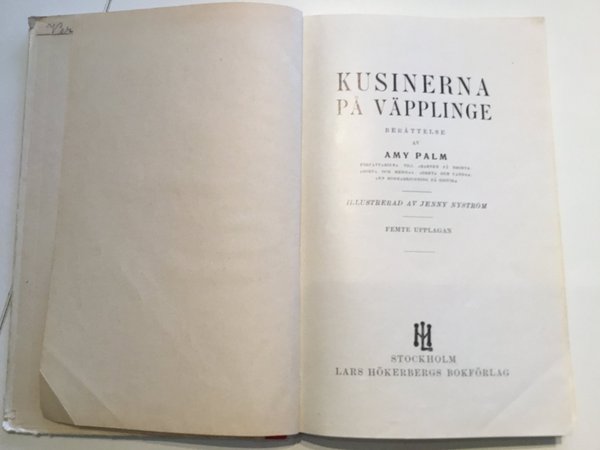 KUSINERNA
PÅ VÄPPLINGE
BERÄTTELSE
AV
AMY PALM
ILLUSTRERAD AV JENNY NYSTRÖM
FEMTE UPPLAGAN
STOCKHOLM
LARS HÖKERBERGS BOKFÖRLAG